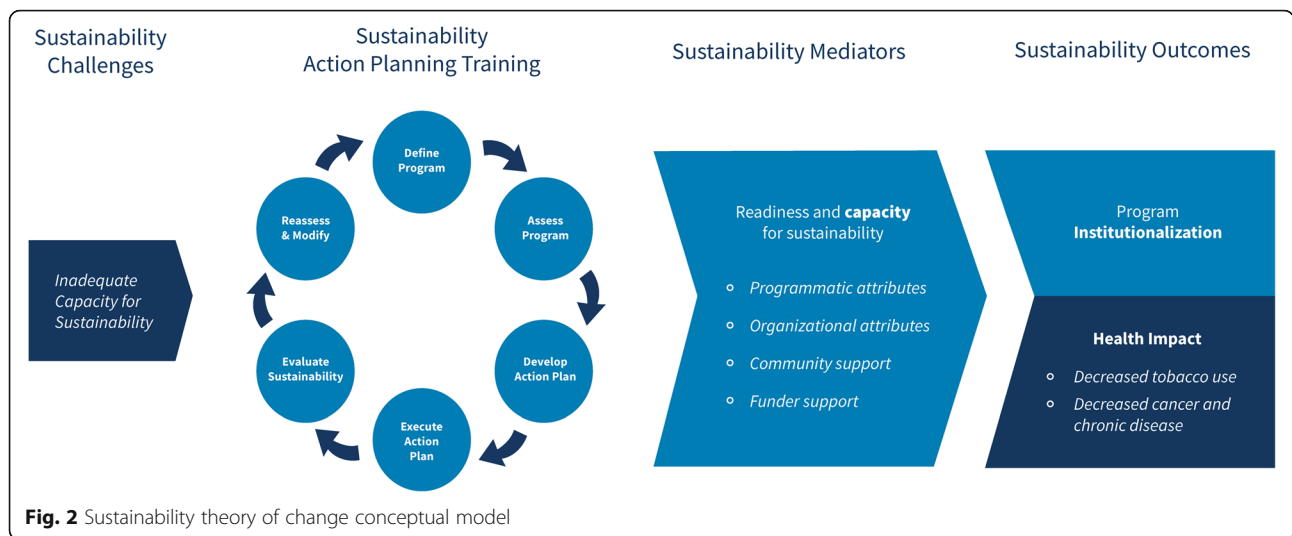 Sustainability
Challenges
Sustainability
Action Planning Training
Sustainability Mediators
Sustainability Outcomes
Inadequate
Capacity for
Sustainability
Define
Program
Assess
Program
Develop
Action Plan
Execute
Action
Plan
Evaluate
Sustainability
Reassess
& Modify
Readiness and capacity
for sustainability
Programmatic attributes
Organizational attributes
Community support
Funder support
Program
Institutionalization
Health Impact
Decreased tobacco use
Decreased cancer and
chronic disease
Fig. 2 Sustainability theory of change conceptual model